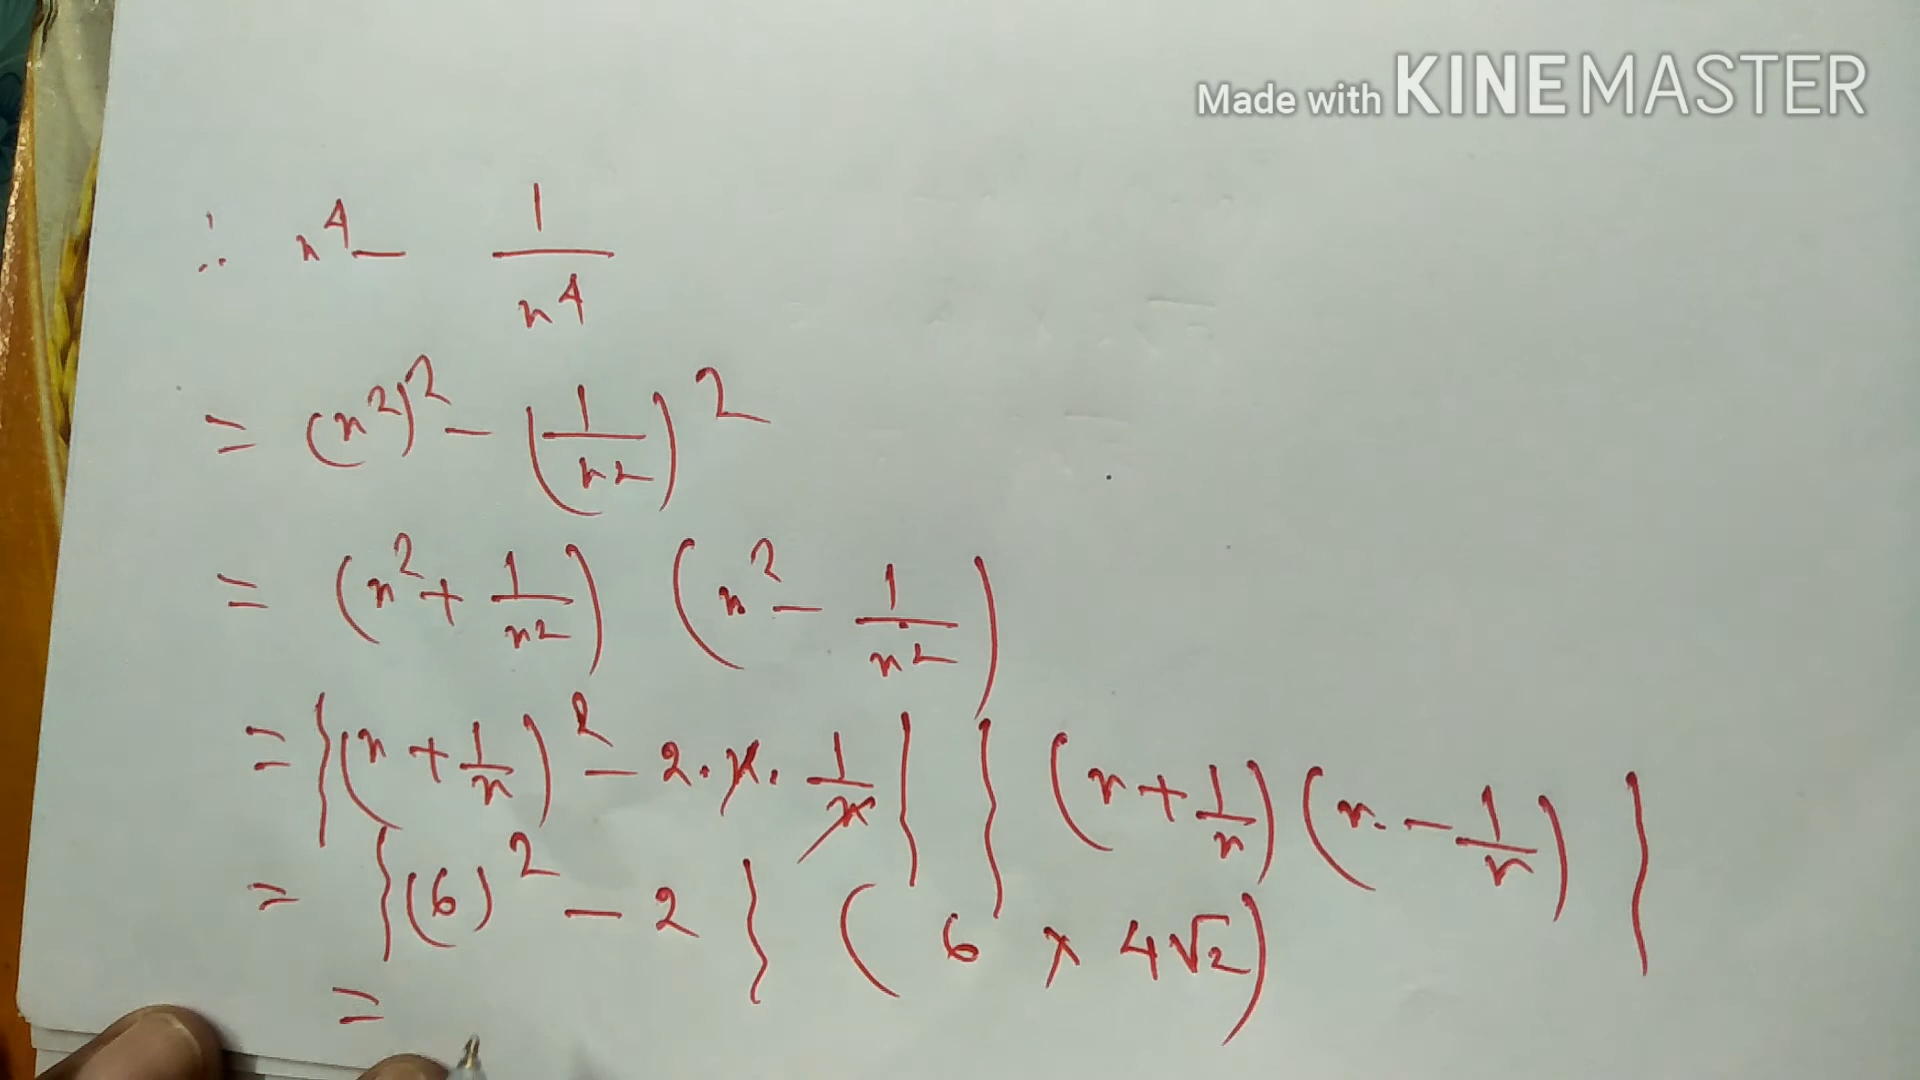 Made with KINEMASTER
∴ x⁴ − 1/x⁴
= (x²)² − (1/x²)²
= (x² + 1/x²) (x² − 1/x²)
= {(x + 1/x)² − 2·x·1/x} {(x + 1/x)(x − 1/x)}
= {(6)² − 2} (6 × 4√2)
=